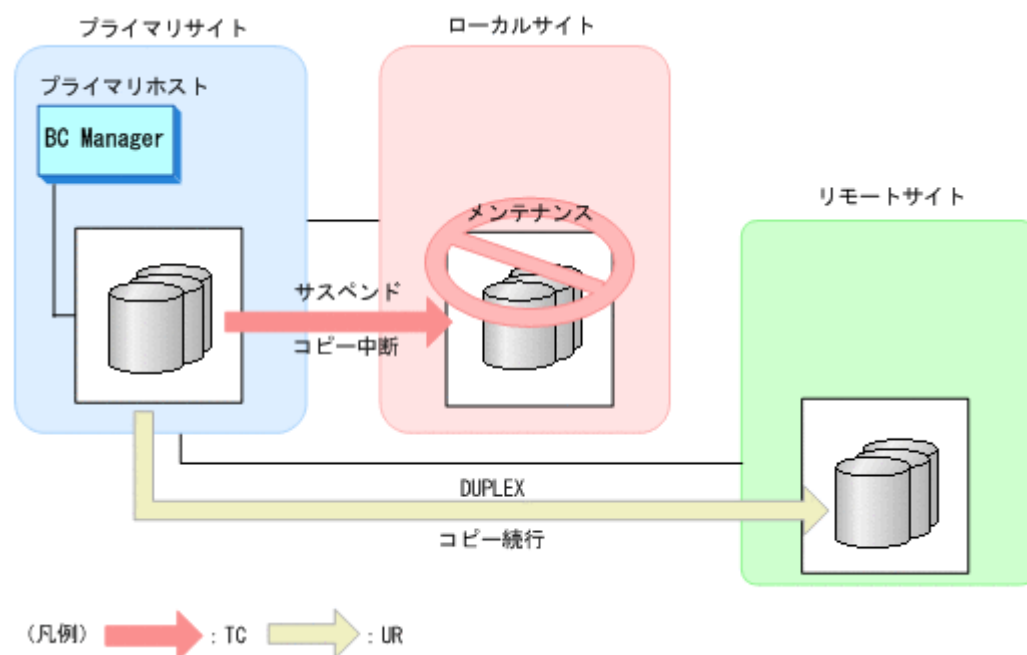 プライマリサイト
ローカルサイト
プライマリホスト
BC Manager
リモートサイト
メンテナンス
サスペンド
コピー中断
DUPLEX
コピー続行
(凡例) : TC : UR